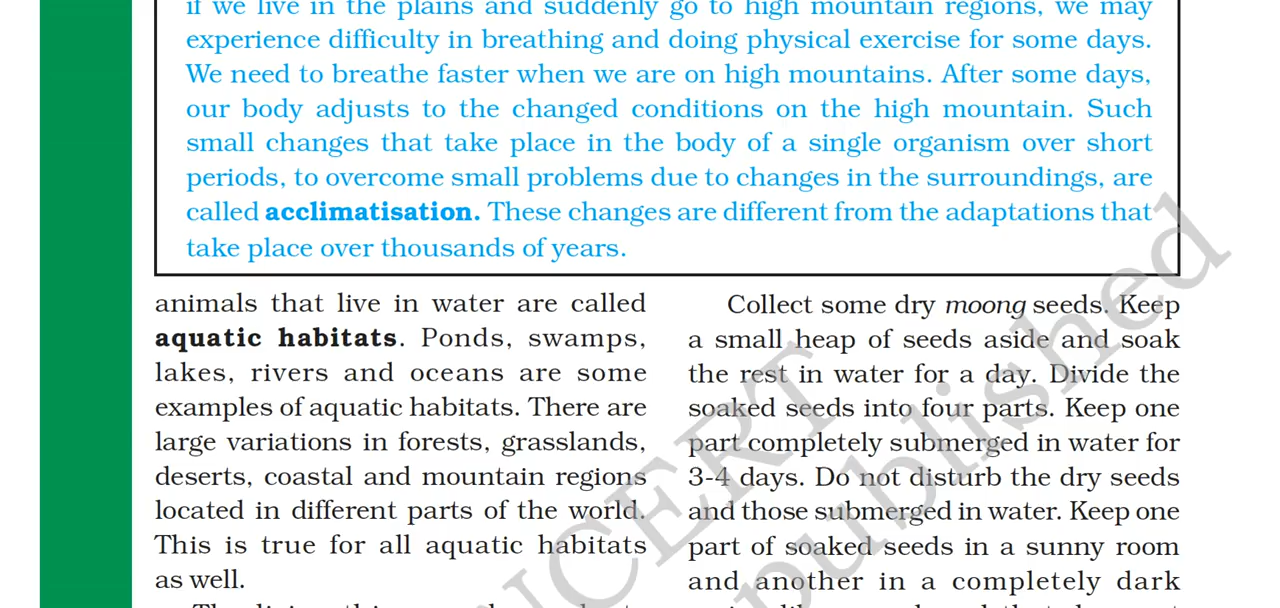 if we live in the plains and suddenly go to high mountain regions, we may
experience difficulty in breathing and doing physical exercise for some days.
We need to breathe faster when we are on high mountains. After some days,
our body adjusts to the changed conditions on the high mountain. Such
small changes that take place in the body of a single organism over short
periods, to overcome small problems due to changes in the surroundings, are
called acclimatisation. These changes are different from the adaptations that
take place over thousands of years.
animals that live in water are called
aquatic habitats. Ponds, swamps,
lakes, rivers and oceans are some
examples of aquatic habitats. There are
large variations in forests, grasslands,
deserts, coastal and mountain regions
located in different parts of the world.
This is true for all aquatic habitats
as well.
Collect some dry moong seeds. Keep
a small heap of seeds aside and soak
the rest in water for a day. Divide the
soaked seeds into four parts. Keep one
part completely submerged in water for
3-4 days. Do not disturb the dry seeds
and those submerged in water. Keep one
part of soaked seeds in a sunny room
and another in a completely dark
NCERT
published